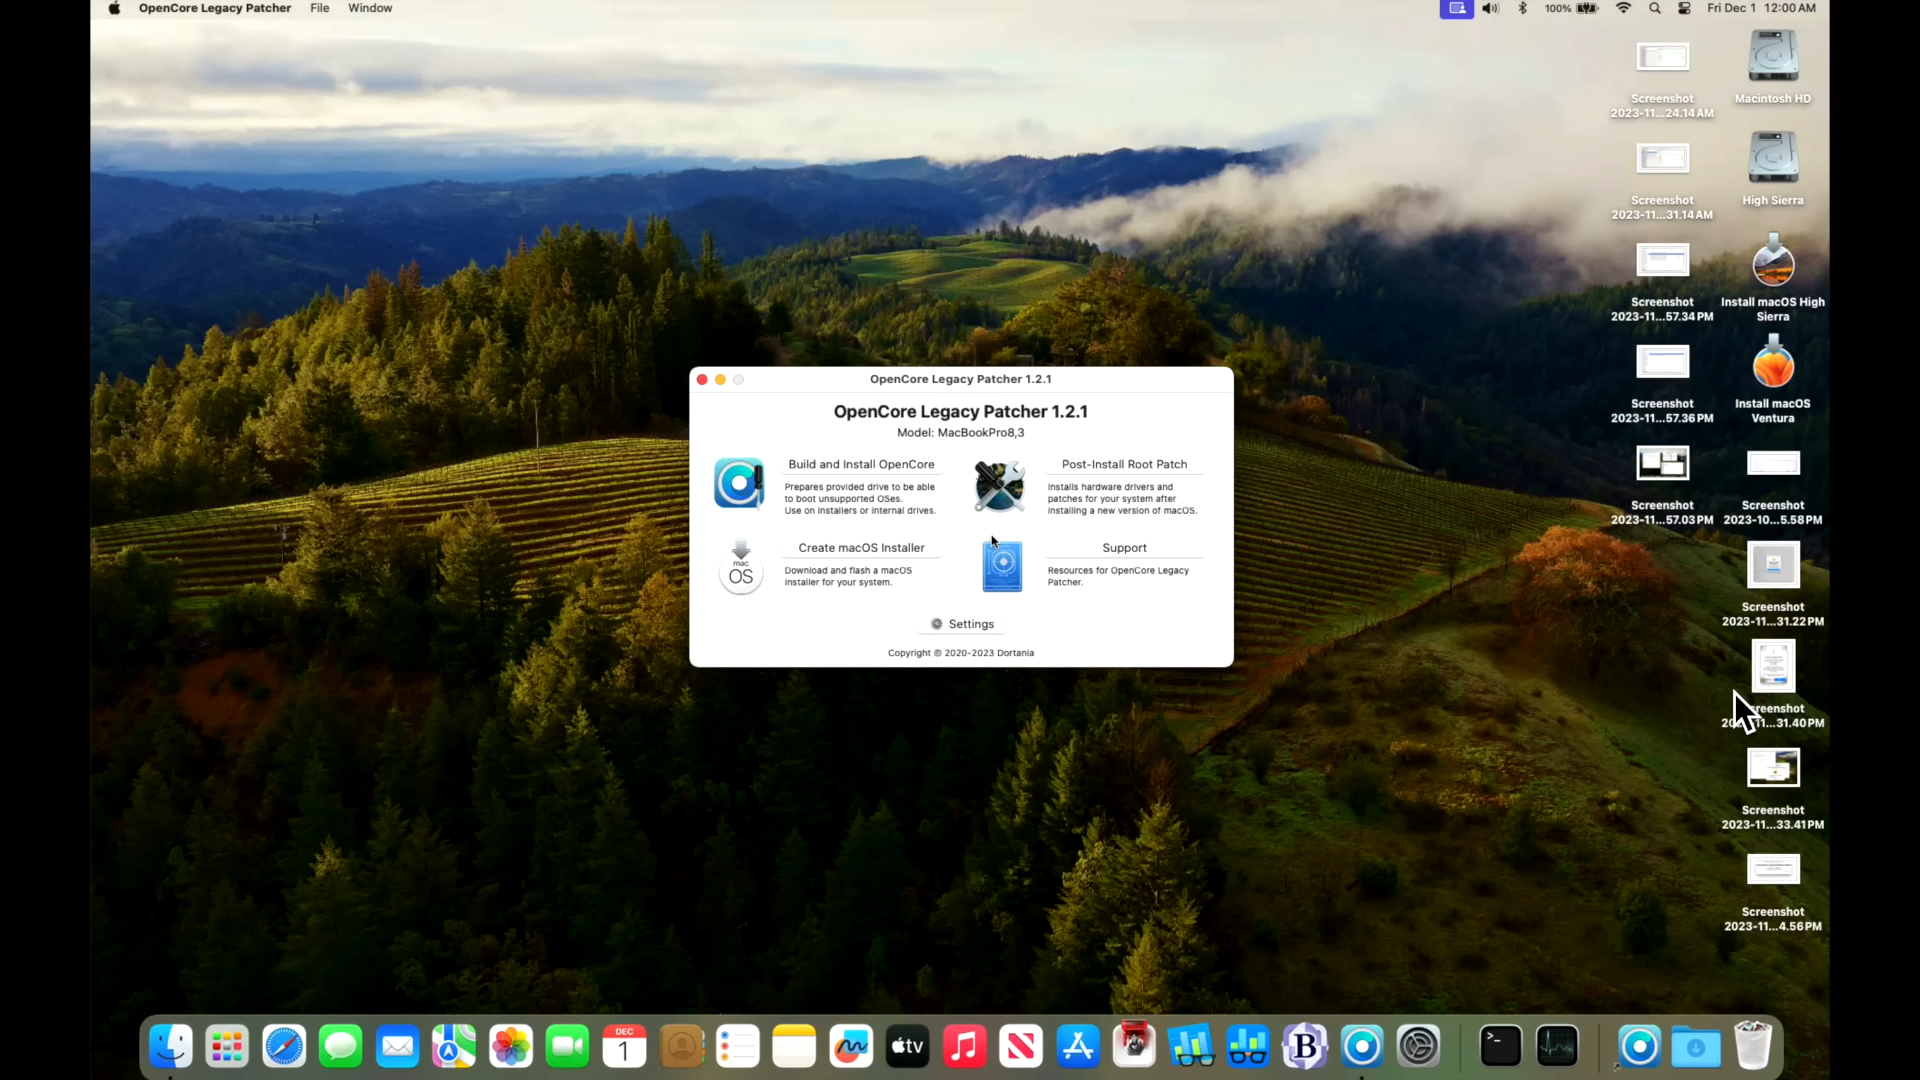 OpenCore Legacy Patcher File Window
100% Fri Dec 1 12:00 AM
Screenshot
2023-11...24.14 AM
Macintosh HD
Screenshot
2023-11...31.14 AM
High Sierra
Screenshot
2023-11...57.34 PM
Install macOS High
Sierra
Screenshot
2023-11...57.36 PM
Install macOS
Ventura
Screenshot
2023-11...57.03 PM
Screenshot
2023-10...5.58 PM
Screenshot
2023-11...31.22 PM
OpenCore Legacy Patcher 1.2.1
OpenCore Legacy Patcher 1.2.1
Model: MacBookPro8,3
Build and Install OpenCore
Prepares provided drive to be able
to boot unsupported OSes.
Use on installers or internal drives.
Post-Install Root Patch
Installs hardware drivers and
patches for your system after
installing a new version of macOS.
mac
OS
Create macOS Installer
Download and flash a macOS
Installer for your system.
Support
Resources for OpenCore Legacy
Patcher.
Settings
Copyright © 2020-2023 Dortania
31.40 PM
Screenshot
2023-11...33.41 PM
Screenshot
2023-11...4.56 PM
DEC
1
tv
B